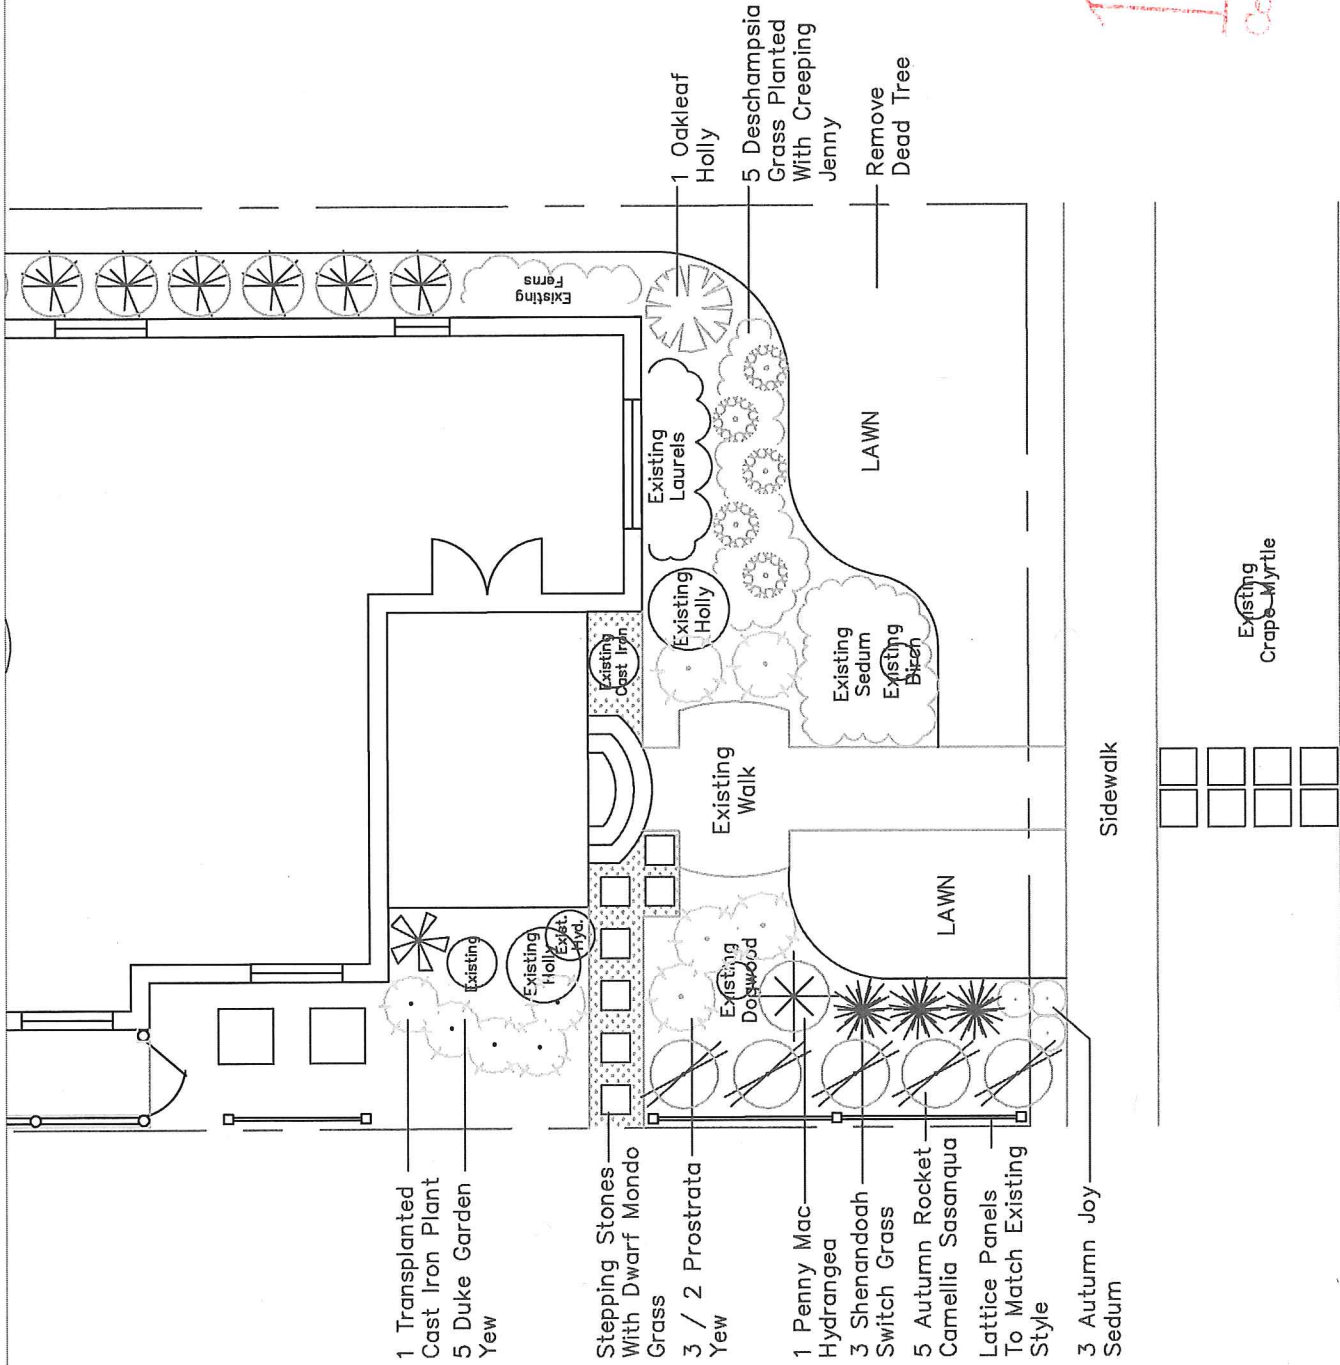 1 Transplanted
Cast Iron Plant
5 Duke Garden
Yew
Stepping Stones
With Dwarf Mondo
Grass
3 / 2 Prostrata
Yew
1 Penny Mac
Hydrangea
3 Shenandoah
Switch Grass
5 Autumn Rocket
Camellia Sasanqua
Lattice Panels
To Match Existing
Style
3 Autumn Joy
Sedum
Existing
Existing
Holly
Exist.
Hyd.
Existing
Dogwood
LAWN
Existing
Walk
Sidewalk
Existing
Cast Iron
Existing
Holly
Existing
Sedum
Existing
Birch
Existing
Crape Myrtle
Existing
Laurels
LAWN
Existing
Ferns
1 Oakleaf
Holly
5 Deschampsia
Grass Planted
With Creeping
Jenny
Remove
Dead Tree